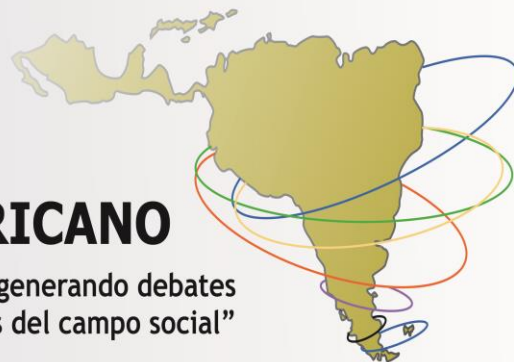 RICANO
generando debates
s del campo social”